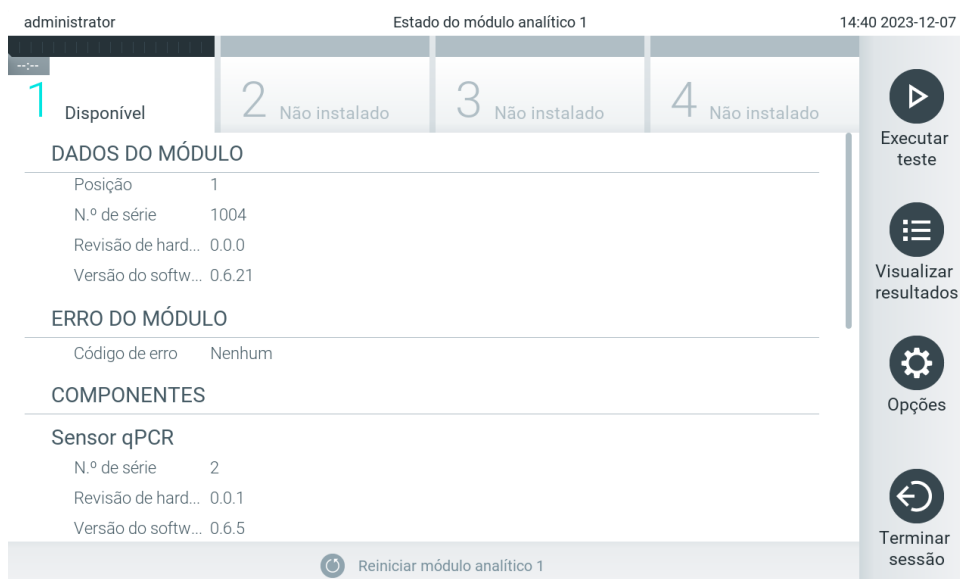 administrator Estado do módulo analítico 1 14:40 2023-12-07
--:--
1 Disponível
2 Não instalado
3 Não instalado
4 Não instalado
DADOS DO MÓDULO
Posição 1
N.º de série 1004
Revisão de hard... 0.0.0
Versão do softw... 0.6.21
ERRO DO MÓDULO
Código de erro Nenhum
COMPONENTES
Sensor qPCR
N.º de série 2
Revisão de hard... 0.0.1
Versão do softw... 0.6.5
Reiniciar módulo analítico 1
Executar
teste
Visualizar
resultados
Opções
Terminar
sessão